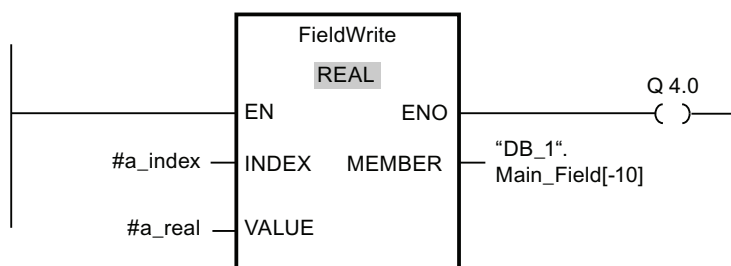 FieldWrite
REAL
Q 4.0
EN ENO
#a_index INDEX MEMBER “DB_1“.
Main_Field[-10]
#a_real VALUE